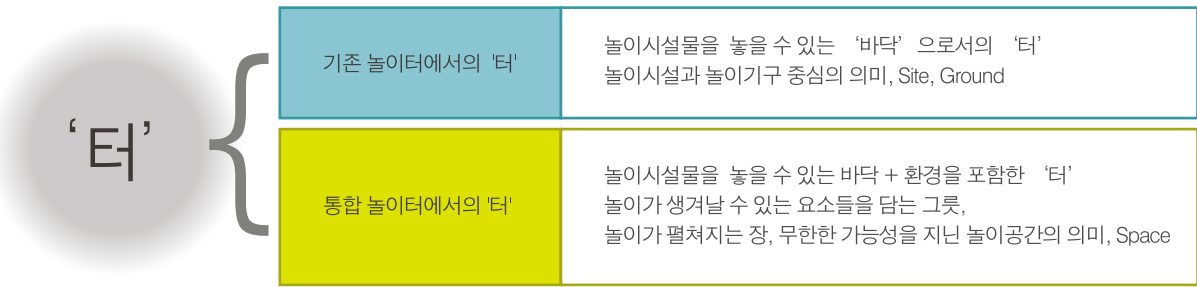 ‘터’
기존 놀이터에서의 '터'
놀이시설물을 놓을 수 있는 ‘바닥’ 으로서의 ‘터’
놀이시설과 놀이기구 중심의 의미, Site, Ground
통합 놀이터에서의 '터'
놀이시설물을 놓을 수 있는 바닥 + 환경을 포함한 ‘터’
놀이가 생겨날 수 있는 요소들을 담는 그릇,
놀이가 펼쳐지는 장, 무한한 가능성을 지닌 놀이공간의 의미, Space